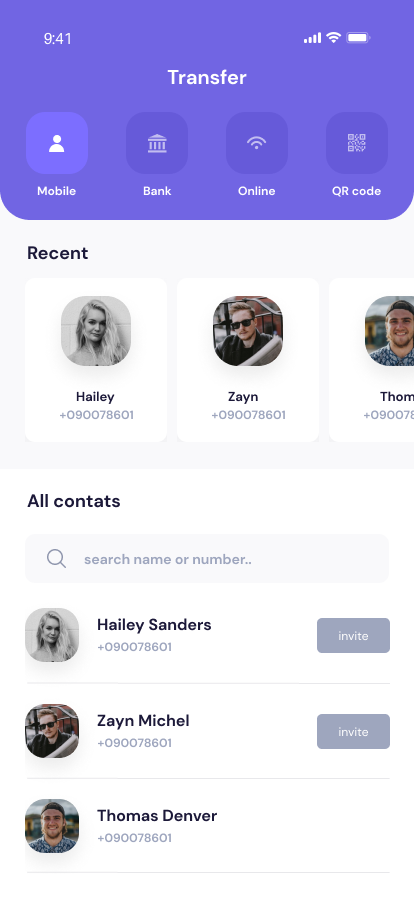 9:41
Transfer
Mobile
Bank
Online
QR code
Recent
Hailey
+090078601
Zayn
+090078601
Thom
+090078
All contats
search name or number..
Hailey Sanders
+090078601
invite
Zayn Michel
+090078601
invite
Thomas Denver
+090078601